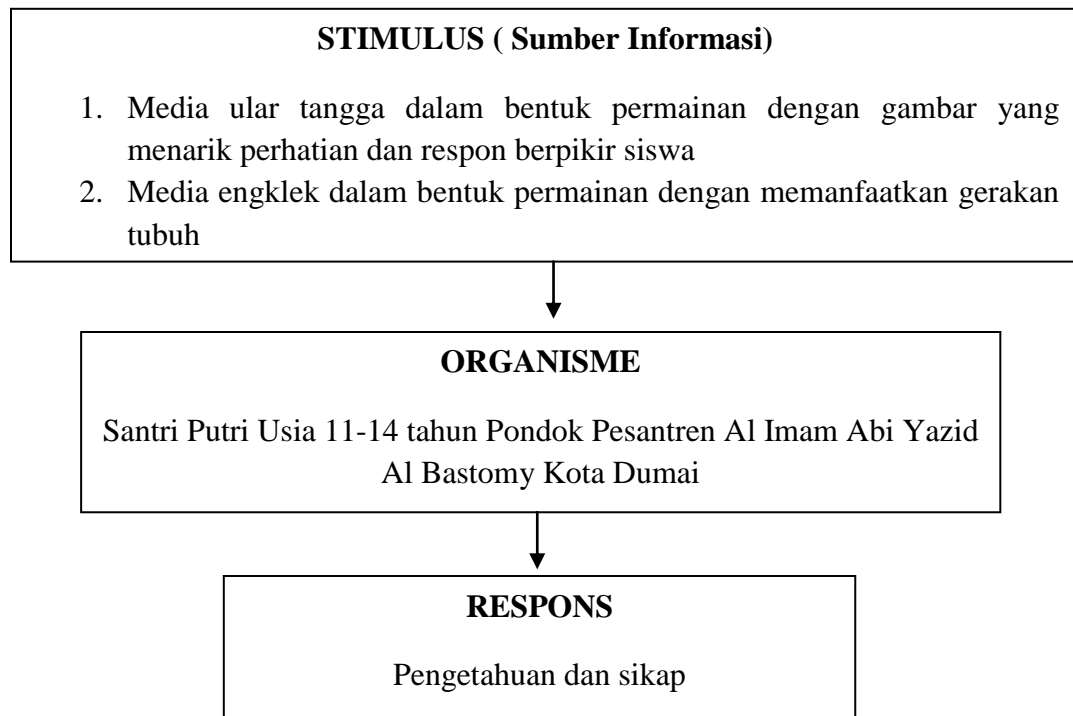 STIMULUS ( Sumber Informasi)
1. Media ular tangga dalam bentuk permainan dengan gambar yang
menarik perhatian dan respon berpikir siswa
2. Media engklek dalam bentuk permainan dengan memanfaatkan gerakan
tubuh
ORGANISME
Santri Putri Usia 11-14 tahun Pondok Pesantren Al Imam Abi Yazid
Al Bastomy Kota Dumai
RESPONS
Pengetahuan dan sikap